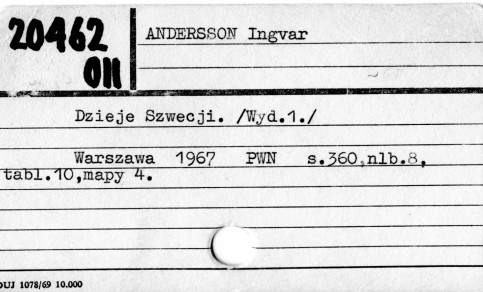 20462
011
ANDERSSON Ingvar
Dzieje Szwecji. /Wyd.1./
Warszawa 1967 PWN s.360,nlb.8,
tabl.10,mapy 4.
DUJ 1078/69 10.000